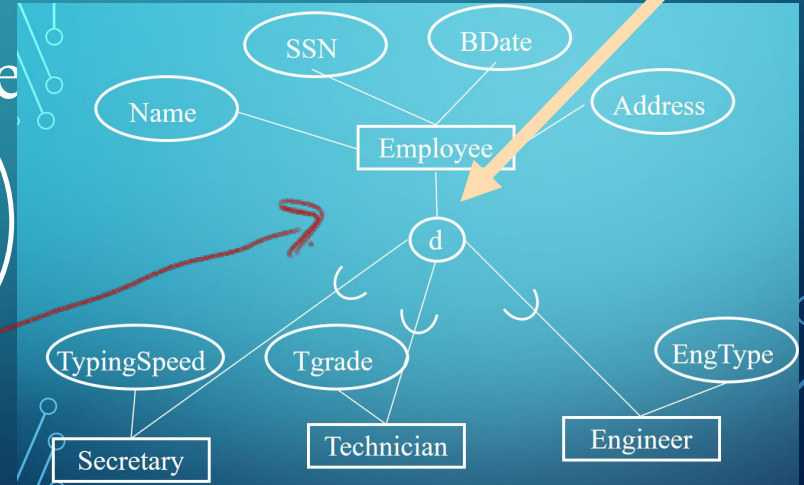 SSN
BDate
Name
Address
Employee
d
TypingSpeed
Tgrade
EngType
Secretary
Technician
Engineer